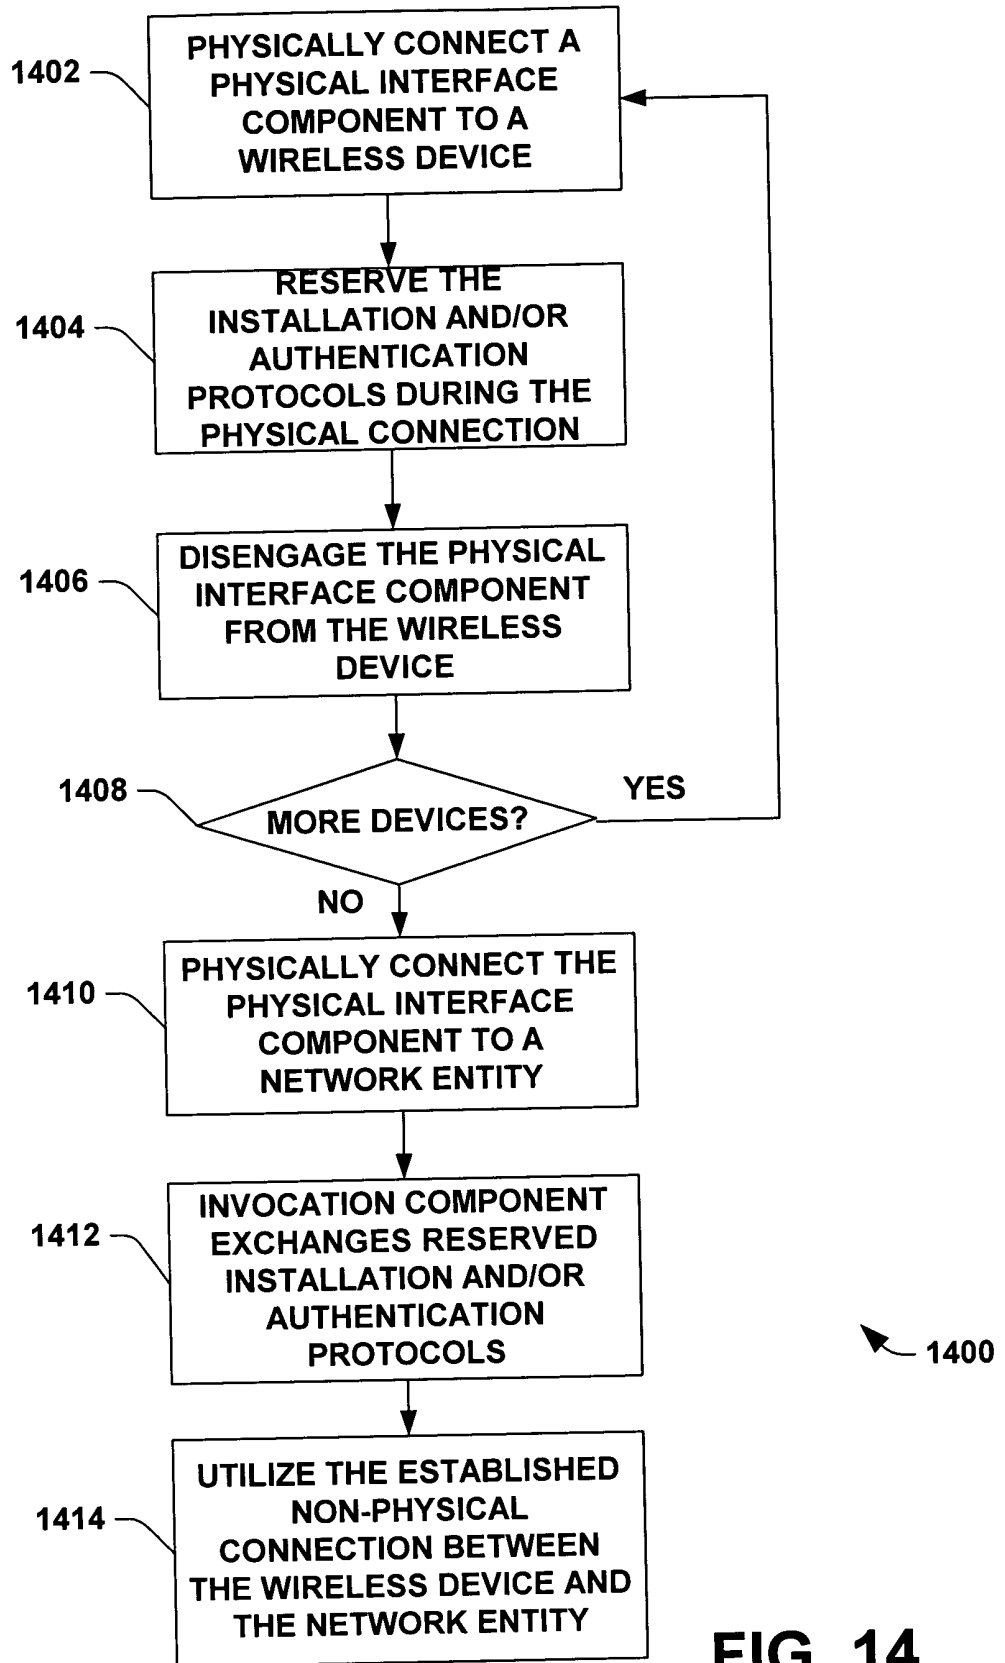 1402
PHYSICALLY CONNECT A
PHYSICAL INTERFACE
COMPONENT TO A
WIRELESS DEVICE
1404
RESERVE THE
INSTALLATION AND/OR
AUTHENTICATION
PROTOCOLS DURING THE
PHYSICAL CONNECTION
1406
DISENGAGE THE PHYSICAL
INTERFACE COMPONENT
FROM THE WIRELESS
DEVICE
1408
MORE DEVICES?
YES
NO
1410
PHYSICALLY CONNECT THE
PHYSICAL INTERFACE
COMPONENT TO A
NETWORK ENTITY
1412
INVOCATION COMPONENT
EXCHANGES RESERVED
INSTALLATION AND/OR
AUTHENTICATION
PROTOCOLS
1400
1414
UTILIZE THE ESTABLISHED
NON-PHYSICAL
CONNECTION BETWEEN
THE WIRELESS DEVICE AND
THE NETWORK ENTITY
FIG. 14